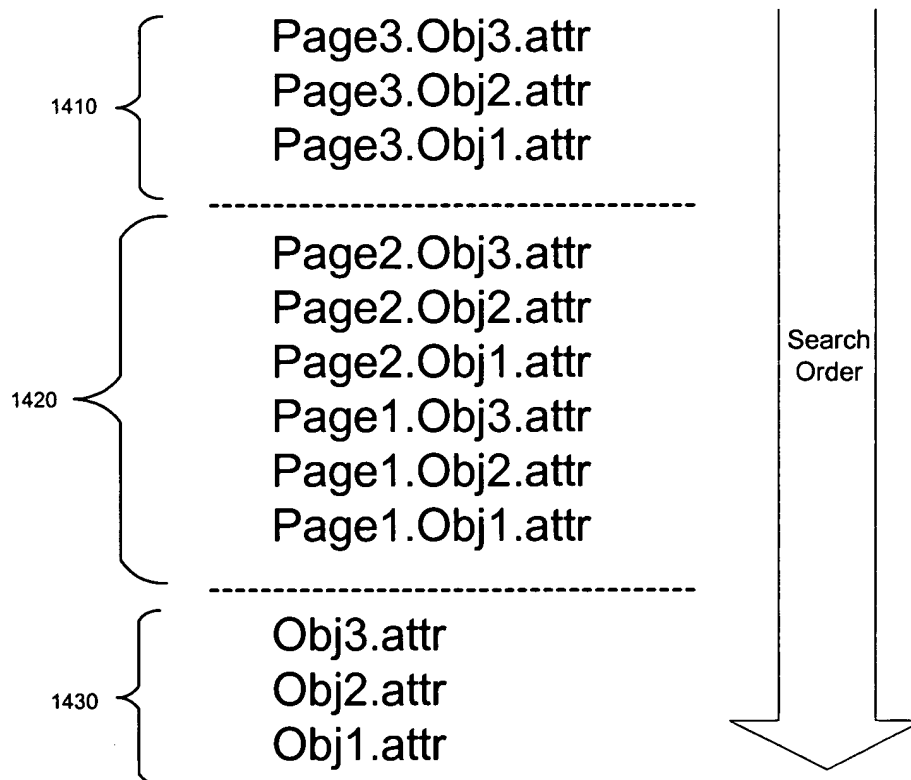 Page3.Obj3.attr
Page3.Obj2.attr
1410
Page3.Obj1.attr
Page2.Obj3.attr
Page2.Obj2.attr
Page2.Obj1.attr
Search
Order
1420
Page1.Obj3.attr
Page1.Obj2.attr
Page1.Obj1.attr
Obj3.attr
Obj2.attr
1430
Obj1.attr